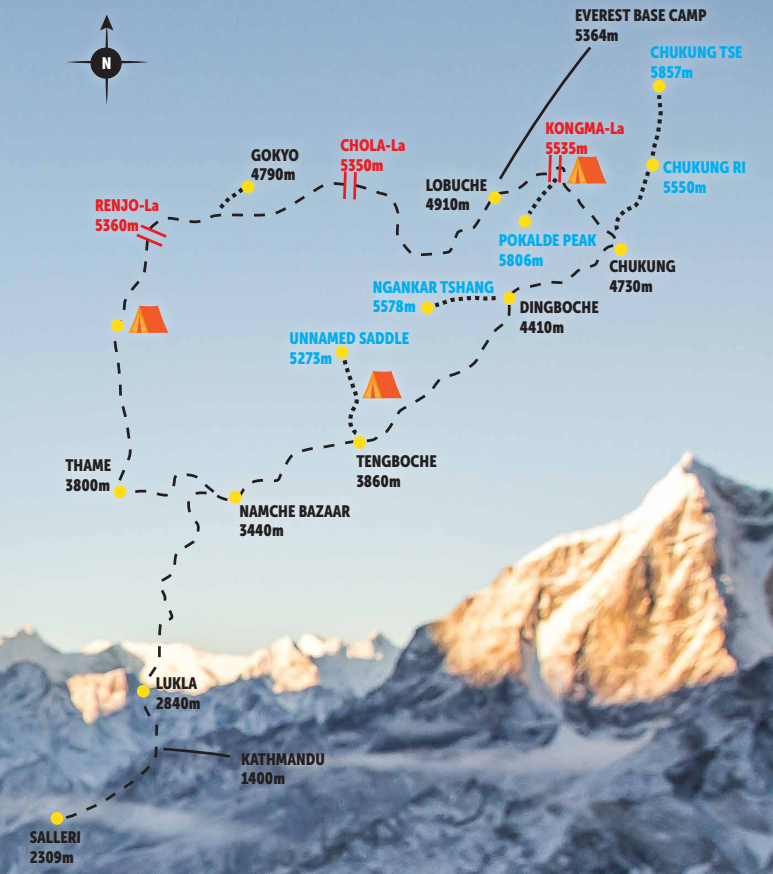 EVEREST BASE CAMP
5364m
N
CHUKUNG TSE
5857m
KONGMA-La
5535m
CHOLA-La
5350m
GOKYO
4790m
CHUKUNG RI
5550m
LOBUCHE
4910m
RENJO-La
5360m
POKALDE PEAK
5806m
CHUKUNG
4730m
NGANKAR TSHANG
5578m
DINGBOCHE
4410m
UNNAMED SADDLE
5273m
TENGBOCHE
3860m
THAME
3800m
NAMCHE BAZAAR
3440m
LUKLA
2840m
KATHMANDU
1400m
SALLERI
2309m